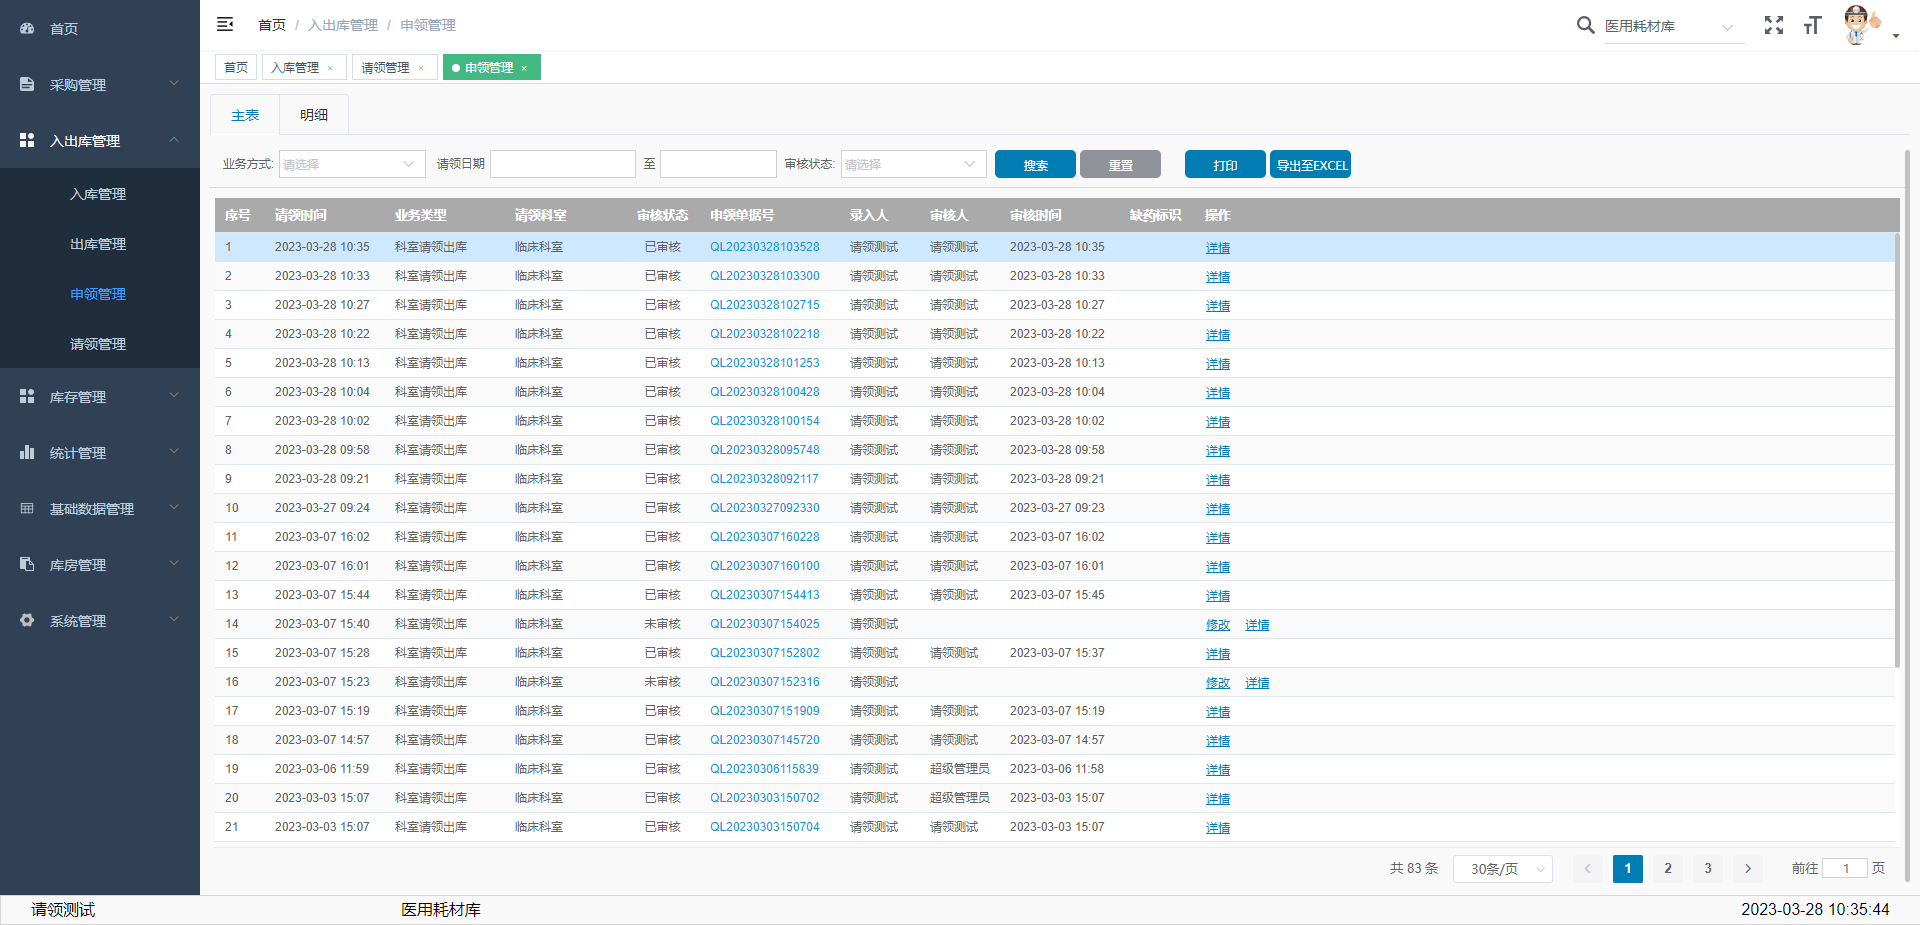 首页
采购管理
入出库管理
入库管理
出库管理
申领管理
请领管理
库存管理
统计管理
基础数据管理
库房管理
系统管理
首页 / 入出库管理 / 申领管理
医用耗材库
首页 入库管理 × 请领管理 × 申领管理 ×
主表 明细
业务方式: 请选择 请领日期 至 审核状态: 请选择 搜索 重置 打印 导出至EXCEL
序号 请领时间 业务类型 请领科室 审核状态 申领单据号 录入人 审核人 审核时间 缺药标识 操作
1 2023-03-28 10:35 科室请领出库 临床科室 已审核 QL20230328103528 请领测试 请领测试 2023-03-28 10:35 详情
2 2023-03-28 10:33 科室请领出库 临床科室 已审核 QL20230328103300 请领测试 请领测试 2023-03-28 10:33 详情
3 2023-03-28 10:27 科室请领出库 临床科室 已审核 QL20230328102715 请领测试 请领测试 2023-03-28 10:27 详情
4 2023-03-28 10:22 科室请领出库 临床科室 已审核 QL20230328102218 请领测试 请领测试 2023-03-28 10:22 详情
5 2023-03-28 10:13 科室请领出库 临床科室 已审核 QL20230328101253 请领测试 请领测试 2023-03-28 10:13 详情
6 2023-03-28 10:04 科室请领出库 临床科室 已审核 QL20230328100428 请领测试 请领测试 2023-03-28 10:04 详情
7 2023-03-28 10:02 科室请领出库 临床科室 已审核 QL20230328100154 请领测试 请领测试 2023-03-28 10:02 详情
8 2023-03-28 09:58 科室请领出库 临床科室 已审核 QL20230328095748 请领测试 请领测试 2023-03-28 09:58 详情
9 2023-03-28 09:21 科室请领出库 临床科室 已审核 QL20230328092117 请领测试 请领测试 2023-03-28 09:21 详情
10 2023-03-27 09:24 科室请领出库 临床科室 已审核 QL20230327092330 请领测试 请领测试 2023-03-27 09:23 详情
11 2023-03-07 16:02 科室请领出库 临床科室 已审核 QL20230307160228 请领测试 请领测试 2023-03-07 16:02 详情
12 2023-03-07 16:01 科室请领出库 临床科室 已审核 QL20230307160100 请领测试 请领测试 2023-03-07 16:01 详情
13 2023-03-07 15:44 科室请领出库 临床科室 已审核 QL20230307154413 请领测试 请领测试 2023-03-07 15:45 详情
14 2023-03-07 15:40 科室请领出库 临床科室 未审核 QL20230307154025 请领测试 修改 详情
15 2023-03-07 15:28 科室请领出库 临床科室 已审核 QL20230307152802 请领测试 请领测试 2023-03-07 15:37 详情
16 2023-03-07 15:23 科室请领出库 临床科室 未审核 QL20230307152316 请领测试 修改 详情
17 2023-03-07 15:19 科室请领出库 临床科室 已审核 QL20230307151909 请领测试 请领测试 2023-03-07 15:19 详情
18 2023-03-07 14:57 科室请领出库 临床科室 已审核 QL20230307145720 请领测试 请领测试 2023-03-07 14:57 详情
19 2023-03-06 11:59 科室请领出库 临床科室 已审核 QL20230306115839 请领测试 超级管理员 2023-03-06 11:58 详情
20 2023-03-03 15:07 科室请领出库 临床科室 已审核 QL20230303150702 请领测试 超级管理员 2023-03-03 15:07 详情
21 2023-03-03 15:07 科室请领出库 临床科室 已审核 QL20230303150704 请领测试 请领测试 2023-03-03 15:07 详情
共 83 条 30条/页 1 2 3 前往 1 页
请领测试 医用耗材库 2023-03-28 10:35:44